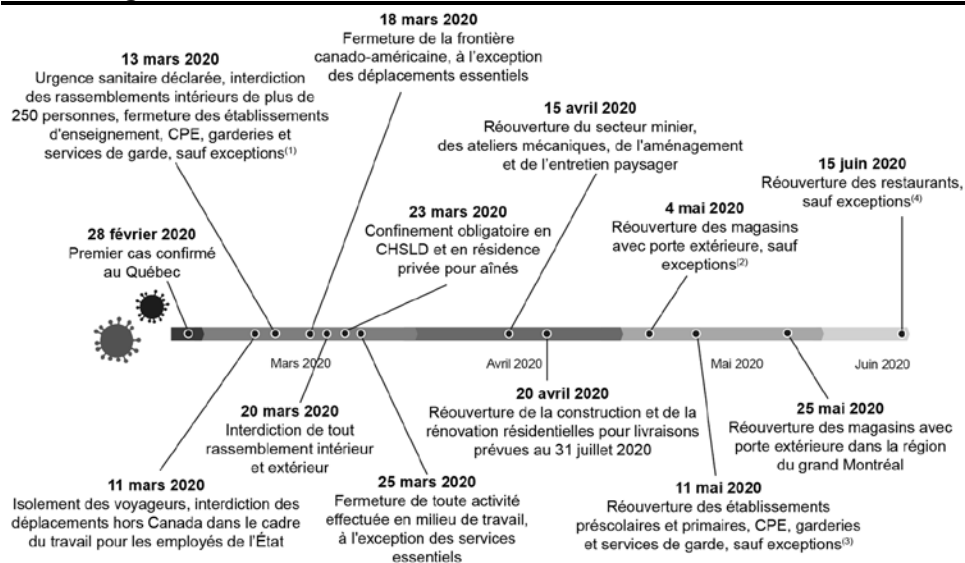 18 mars 2020
Fermeture de la frontière
canado-américaine, à l'exception
des déplacements essentiels
13 mars 2020
Urgence sanitaire déclarée, interdiction
des rassemblements intérieurs de plus de
250 personnes, fermeture des établissements
d'enseignement, CPE, garderies et
services de garde, sauf exceptions(1)
15 avril 2020
Réouverture du secteur minier,
des ateliers mécaniques, de l'aménagement
et de l'entretien paysager
15 juin 2020
Réouverture des restaurants,
sauf exceptions(4)
4 mai 2020
Réouverture des magasins
avec porte extérieure, sauf
exceptions(2)
23 mars 2020
Confinement obligatoire en
CHSLD et en résidence
privée pour aînés
28 février 2020
Premier cas confirmé
au Québec
Mars 2020
Avril 2020
Mai 2020
Juin 2020
20 mars 2020
Interdiction de tout
rassemblement intérieur
et extérieur
20 avril 2020
Réouverture de la construction et de la
rénovation résidentielles pour livraisons
prévues au 31 juillet 2020
25 mai 2020
Réouverture des magasins avec
porte extérieure dans la région
du grand Montréal
11 mars 2020
Isolement des voyageurs, interdiction des
déplacements hors Canada dans le cadre
du travail pour les employés de l'État
25 mars 2020
Fermeture de toute activité
effectuée en milieu de travail,
à l'exception des services
essentiels
11 mai 2020
Réouverture des établissements
préscolaires et primaires, CPE, garderies
et services de garde, sauf exceptions(3)